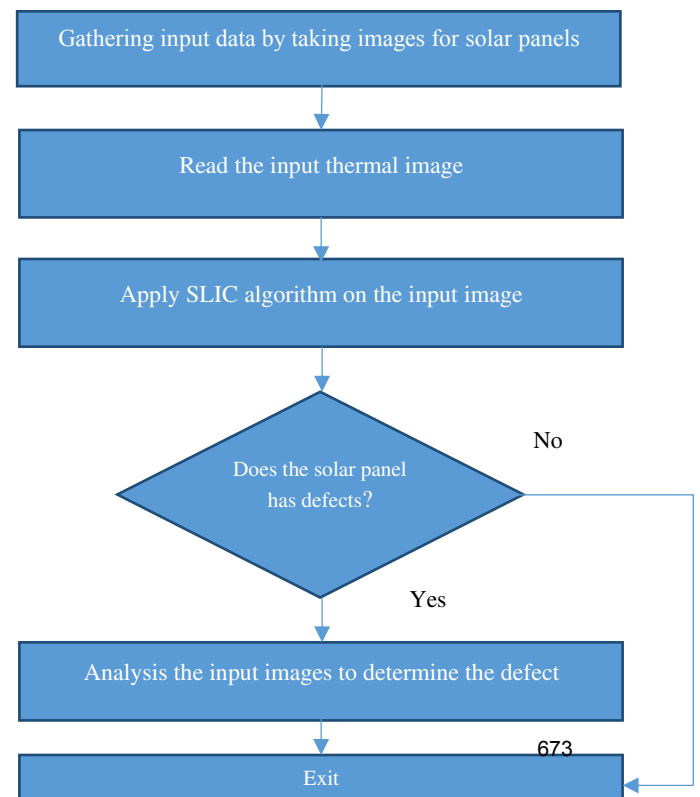 Gathering input data by taking images for solar panels
Read the input thermal image
Apply SLIC algorithm on the input image
No
Does the solar panel
has defects?
Yes
Analysis the input images to determine the defect
673
Exit